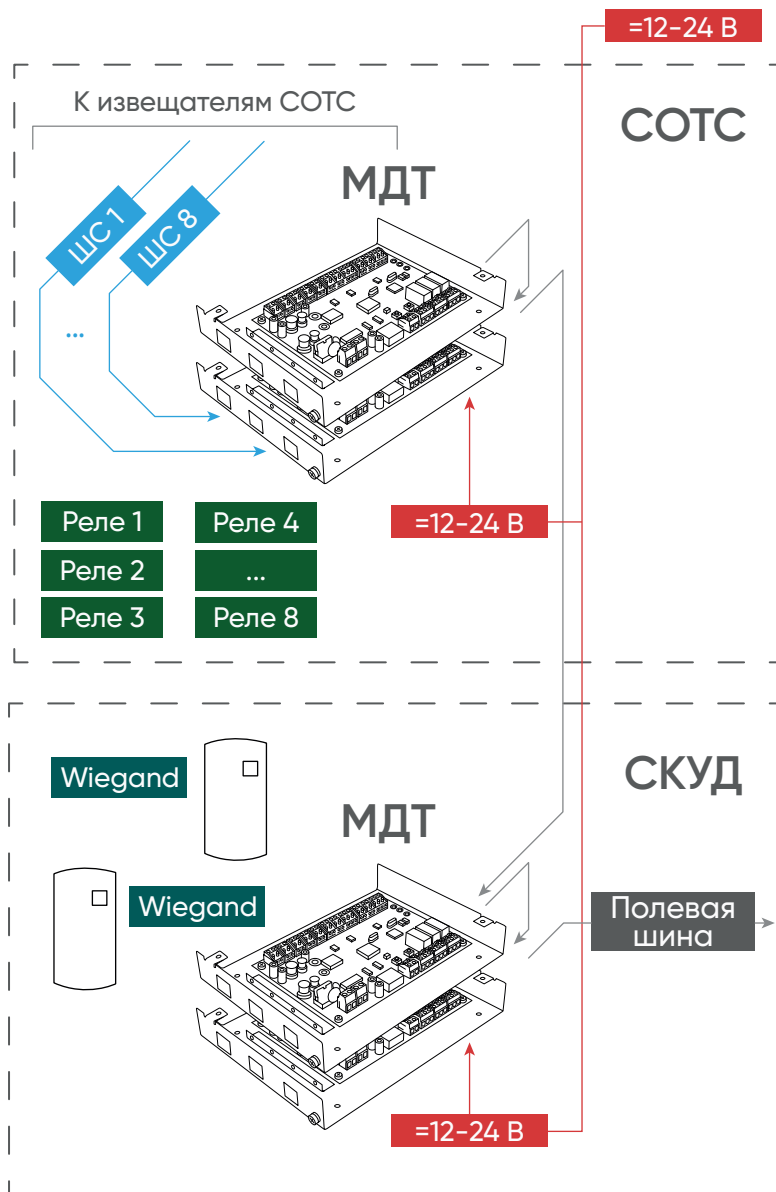 =12-24 В
К извещателям СОТС
СОТС
МДТ
ШС 1
ШС 8
...
Реле 1
Реле 4
=12-24 В
Реле 2
...
Реле 3
Реле 8
Wiegand
СКУД
МДТ
Wiegand
Полевая
шина
=12-24 В